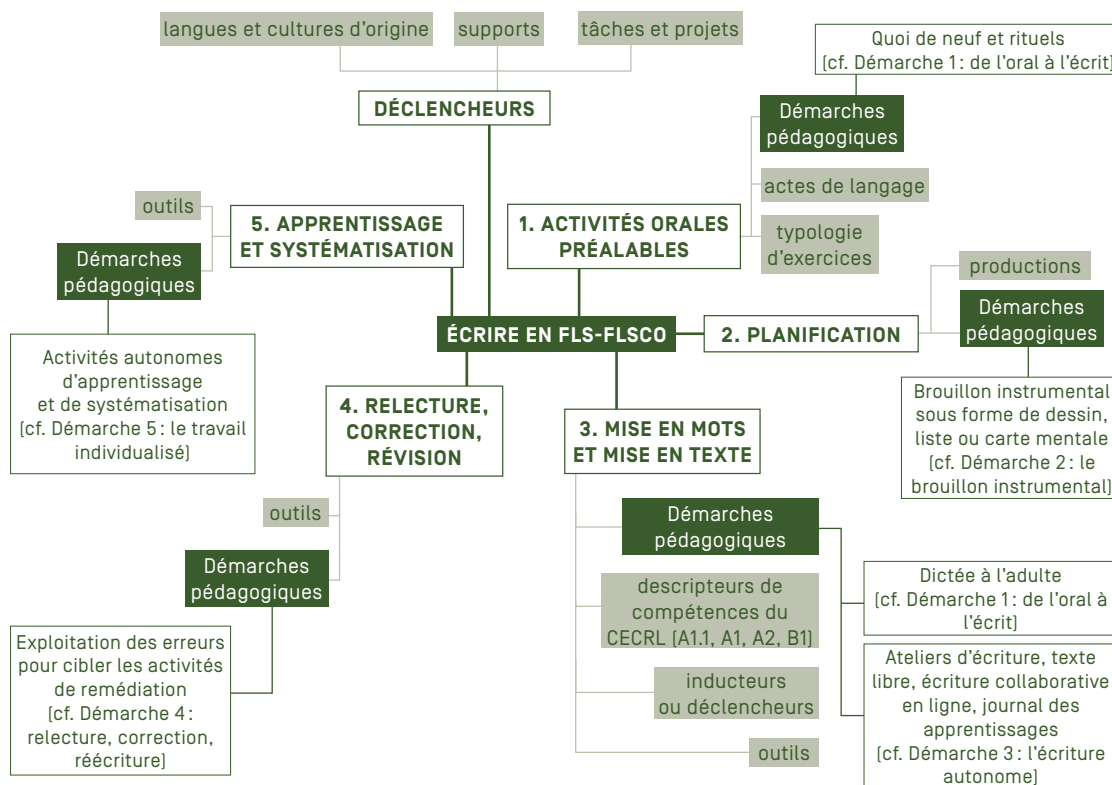 langues et cultures d'origine
supports
tâches et projets
DÉCLENCHEURS
Quoi de neuf et rituels
(cf. Démarche 1 : de l'oral à l'écrit)
Démarches
pédagogiques
actes de langage
typologie
d'exercices
1. ACTIVITÉS ORALES
PRÉALABLES
outils
5. APPRENTISSAGE
ET SYSTÉMATISATION
Démarches
pédagogiques
Activités autonomes
d'apprentissage
et de systématisation
(cf. Démarche 5 : le travail
individualisé)
ÉCRIRE EN FLS-FLSCO
2. PLANIFICATION
productions
Démarches
pédagogiques
Brouillon instrumental
sous forme de dessin,
liste ou carte mentale
(cf. Démarche 2 : le
brouillon instrumental)
4. RELECTURE,
CORRECTION,
RÉVISION
outils
Démarches
pédagogiques
Exploitation des erreurs
pour cibler les activités
de remédiation
(cf. Démarche 4 :
relecture, correction,
réécriture)
3. MISE EN MOTS
ET MISE EN TEXTE
Démarches
pédagogiques
descripteurs de
compétences du
CECRL (A1.1, A1, A2, B1)
inducteurs
ou déclencheurs
outils
Dictée à l'adulte
(cf. Démarche 1 : de l'oral à
l'écrit)
Ateliers d'écriture, texte
libre, écriture collaborative
en ligne, journal des
apprentissages
(cf. Démarche 3 : l'écriture
autonome)